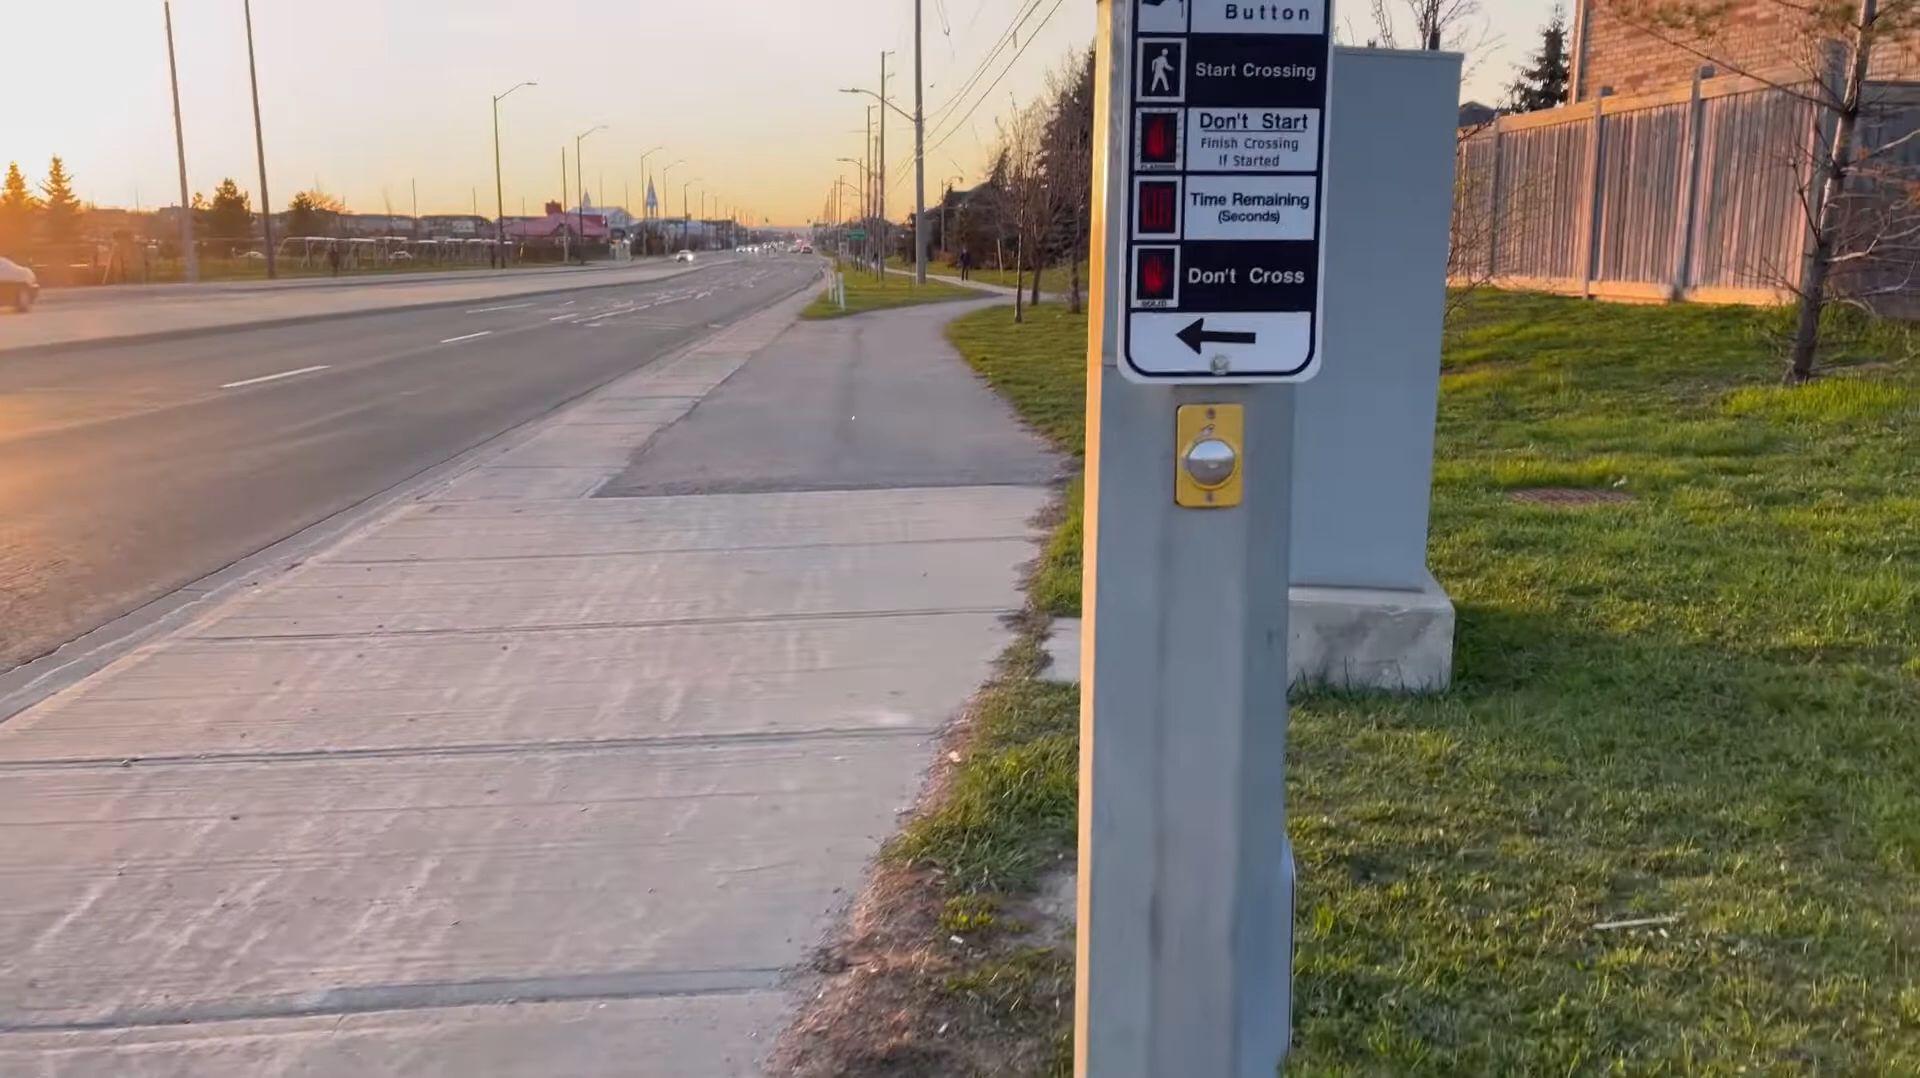 Button
Start Crossing
Don't Start
Finish Crossing
If Started
Time Remaining
(Seconds)
Don't Cross